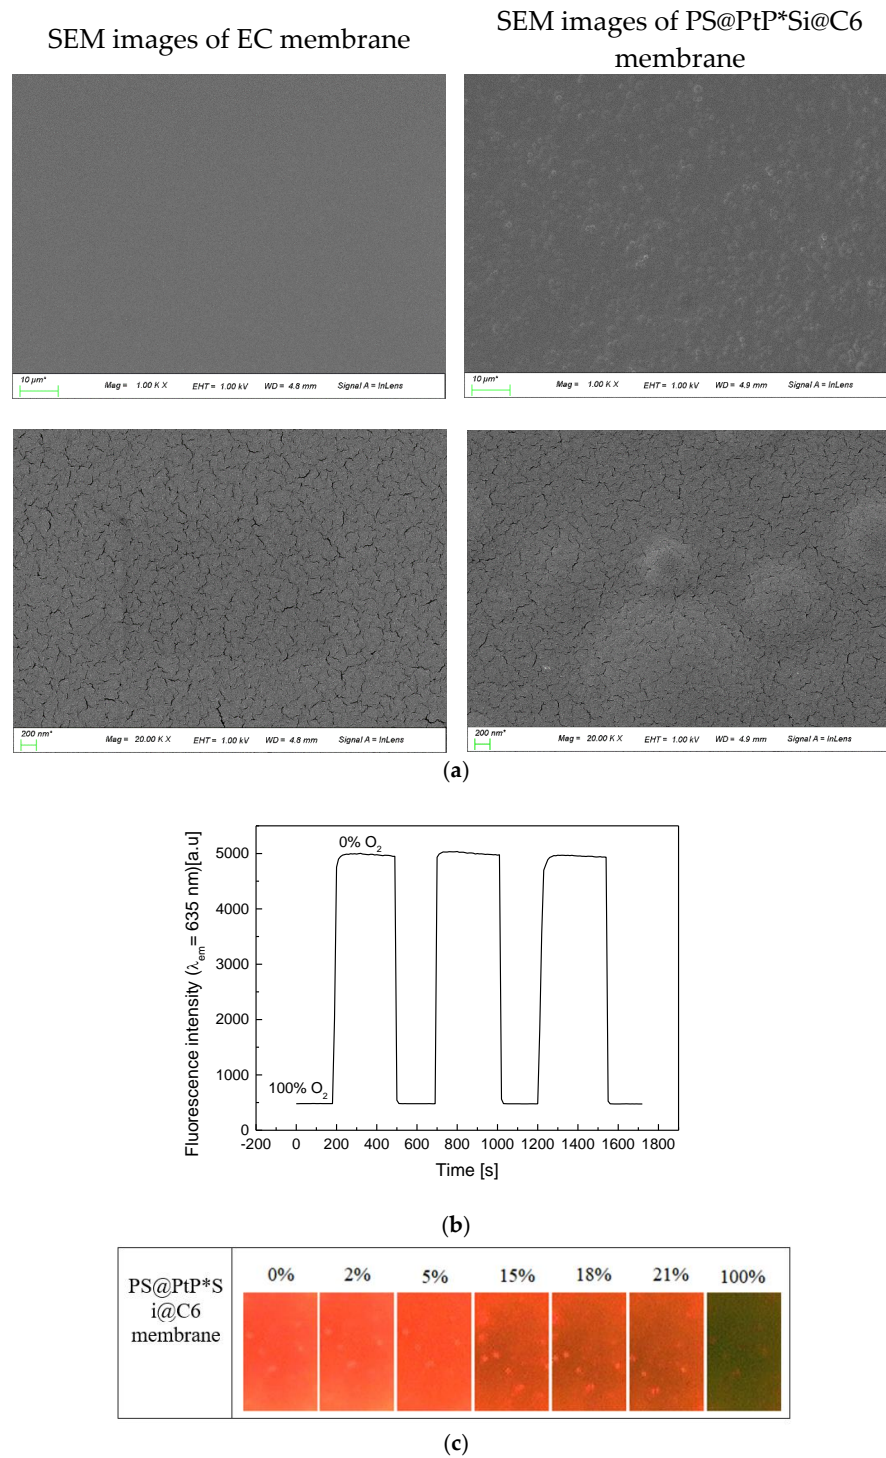 SEM images of EC membrane
SEM images of PS@PtP*Si@C6
membrane
10 µm*
Mag = 1.00 K X
EHT = 1.00 kV
WD = 4.8 mm
Signal A = InLens
10 µm*
Mag = 1.00 K X
EHT = 1.00 kV
WD = 4.9 mm
Signal A = InLens
200 nm*
Mag = 20.00 K X
EHT = 1.00 kV
WD = 4.8 mm
Signal A = InLens
200 nm*
Mag = 20.00 K X
EHT = 1.00 kV
WD = 4.9 mm
Signal A = InLens
(a)
Fluorescence intensity (λem= 635 nm)[a.u]
5000
4000
3000
2000
1000
0
0% O2
100% O2
-200 0 200 400 600 800 1000 1200 1400 1600 1800
Time [s]
(b)
PS@PtP*S
i@C6
membrane
0% 2% 5% 15% 18% 21% 100%
(c)